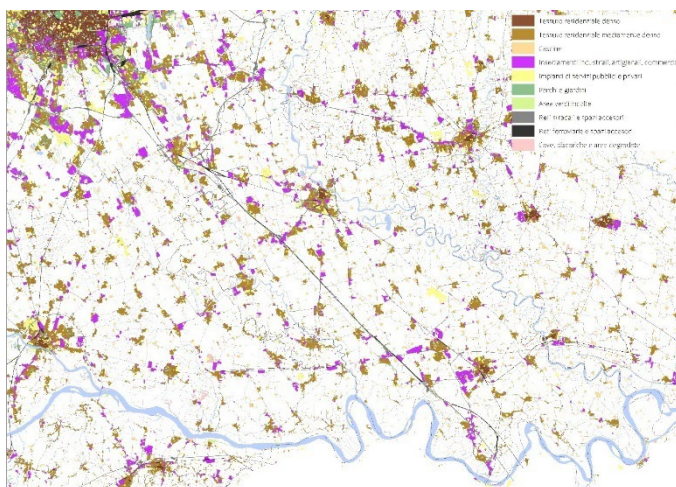 Tessuto residenziale denso
Tessuto residenziale mediamente denso
Cascine
Insediamenti industriali, artigianali, commercia
Impianti di servizi pubblici e privati
Parchi e giardini
Aree verdi incolte
Reti stradali e spazi accessori
Reti ferroviarie e spazi accessori
Cave, discariche e aree degradate